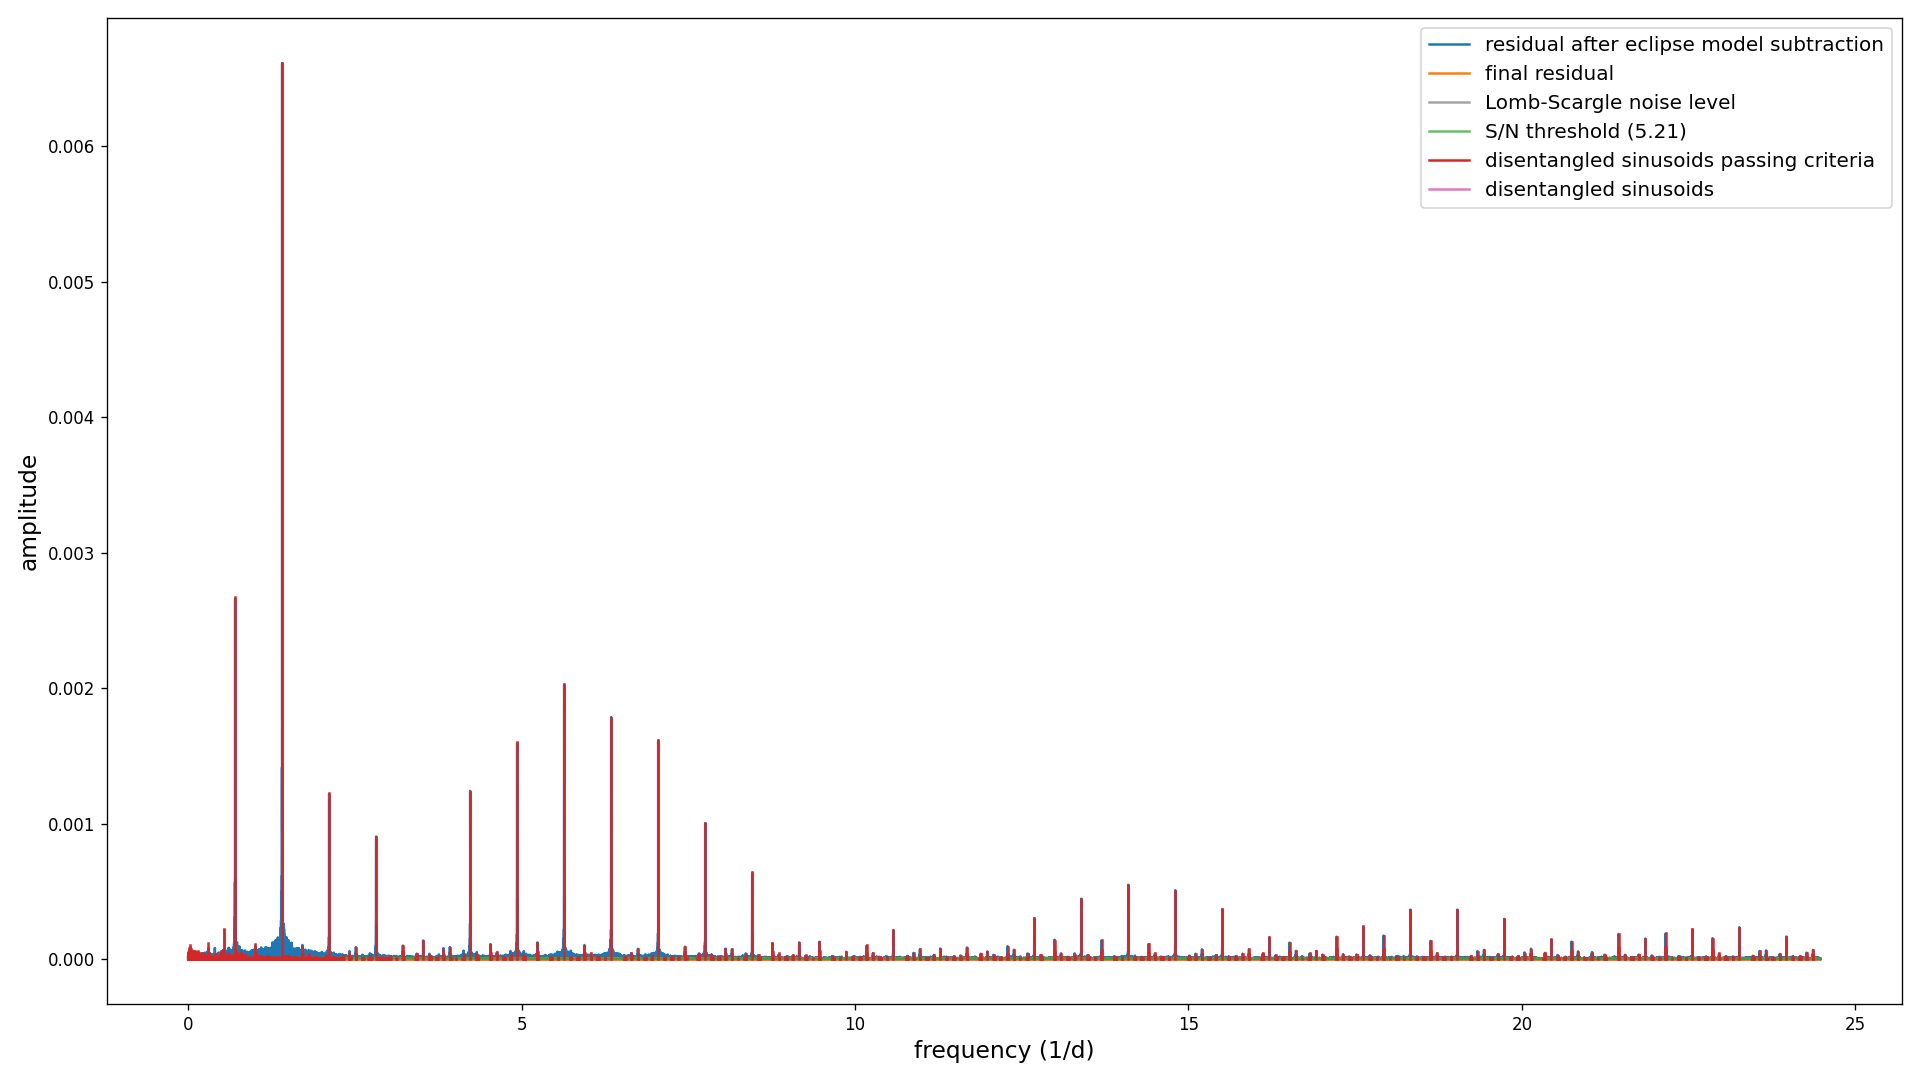 residual after eclipse model subtraction
final residual
Lomb-Scargle noise level
S/N threshold (5.21)
disentangled sinusoids passing criteria
disentangled sinusoids
amplitude
0.006
0.005
0.004
0.003
0.002
0.001
0.000
0 5 10 15 20 25
frequency (1/d)